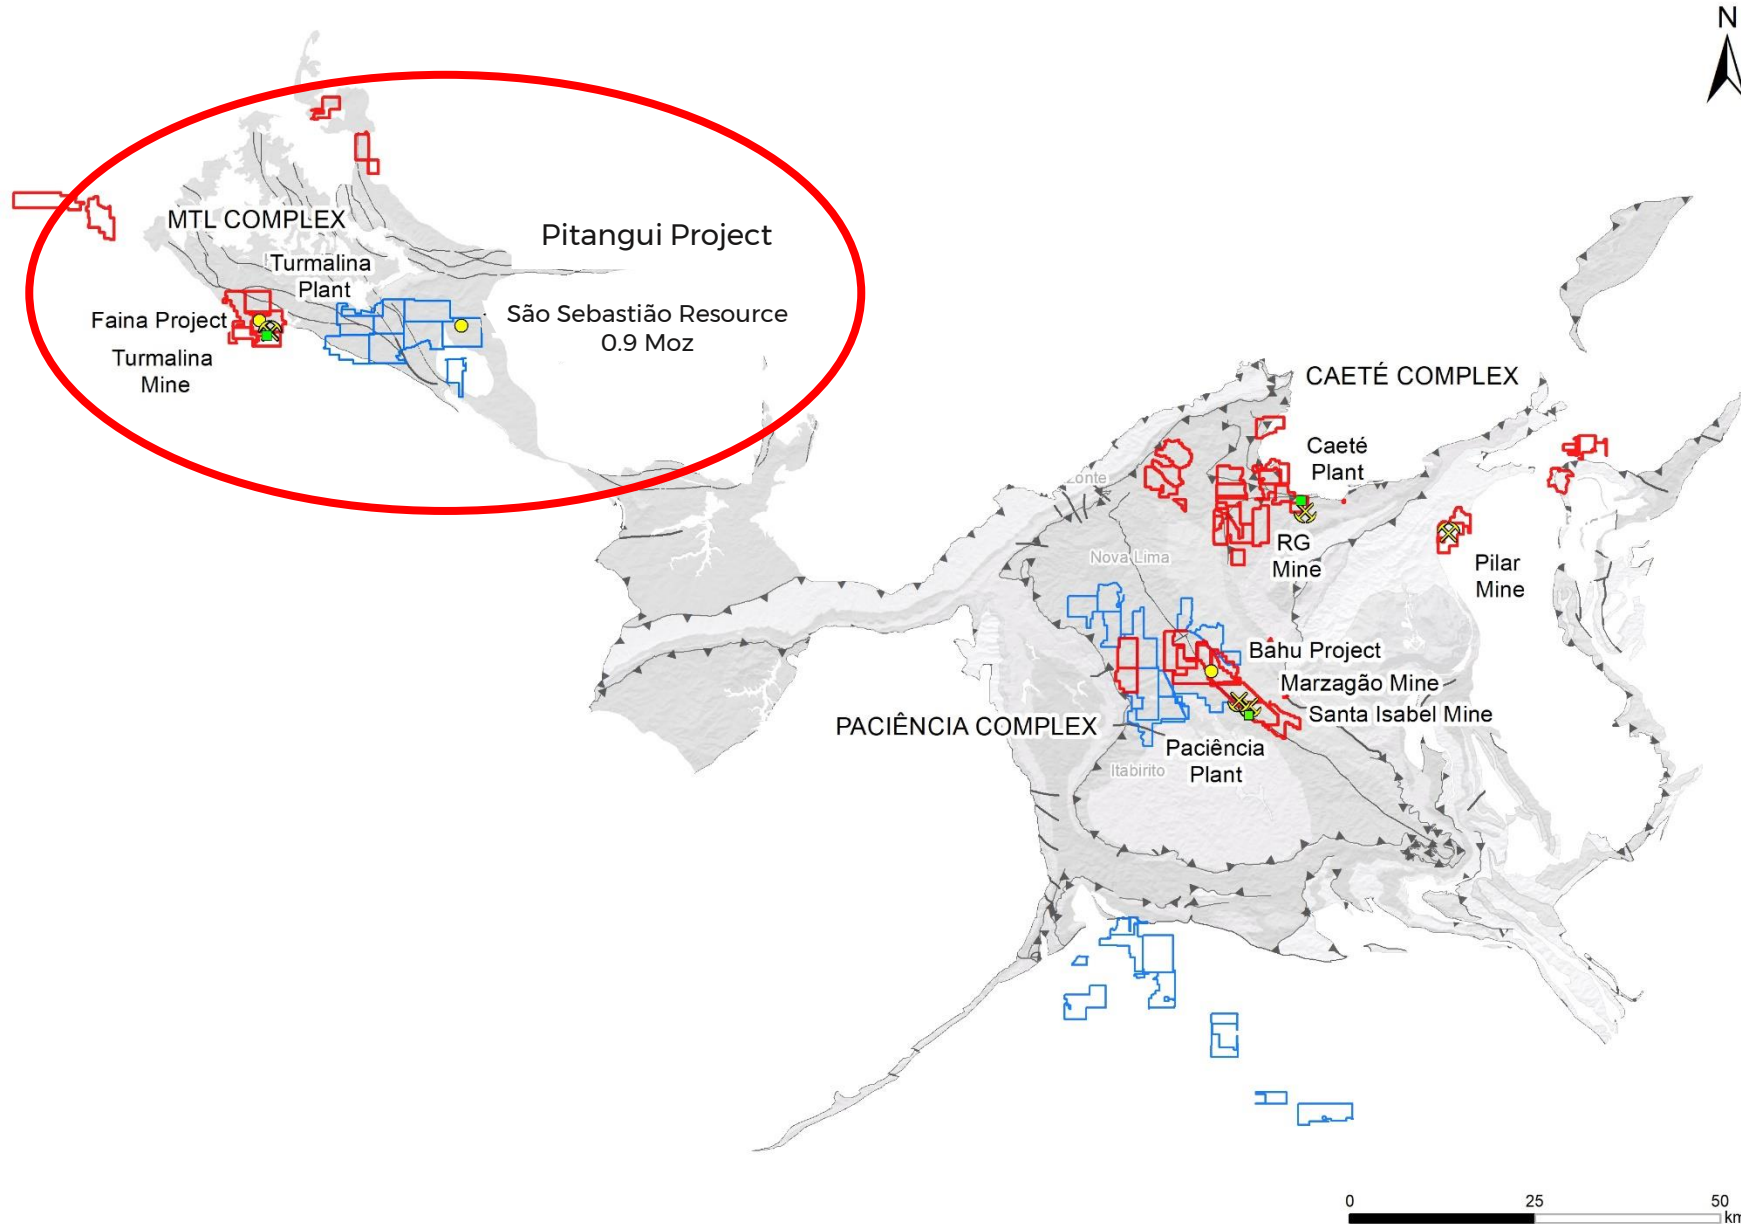 N
MTL COMPLEX
Pitangui Project
Turmalina
Plant
São Sebastião Resource
0.9 Moz
Faina Project
Turmalina
Mine
CAETÉ COMPLEX
Caeté
Plant
zonte
RG
Mine
Nova Lima
Pilar
Mine
Bahu Project
Marzagão Mine
Santa Isabel Mine
PACIÊNCIA COMPLEX
Paciência
Plant
Itabirito
0 25 50
km